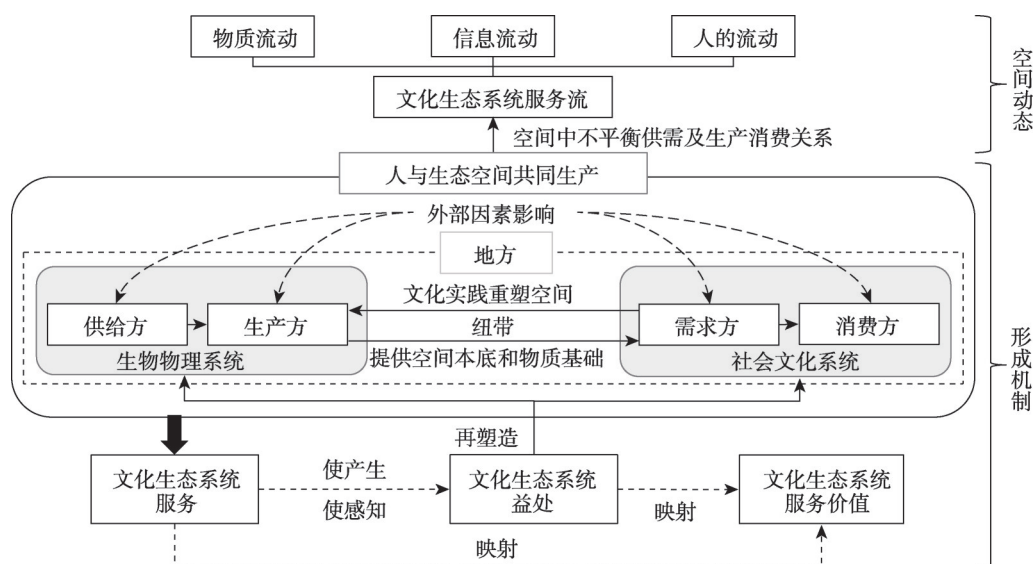 物质流动
信息流动
人的流动
空间动态
文化生态系统服务流
空间中不平衡供需及生产消费关系
人与生态空间共同生产
外部因素影响
地方
文化实践重塑空间
供给方
生产方
纽带
需求方
消费方
生物物理系统
提供空间本底和物质基础
社会文化系统
形成机制
再塑造
文化生态系统
服务
使产生
使感知
文化生态系统
益处
映射
文化生态系统
服务价值
映射